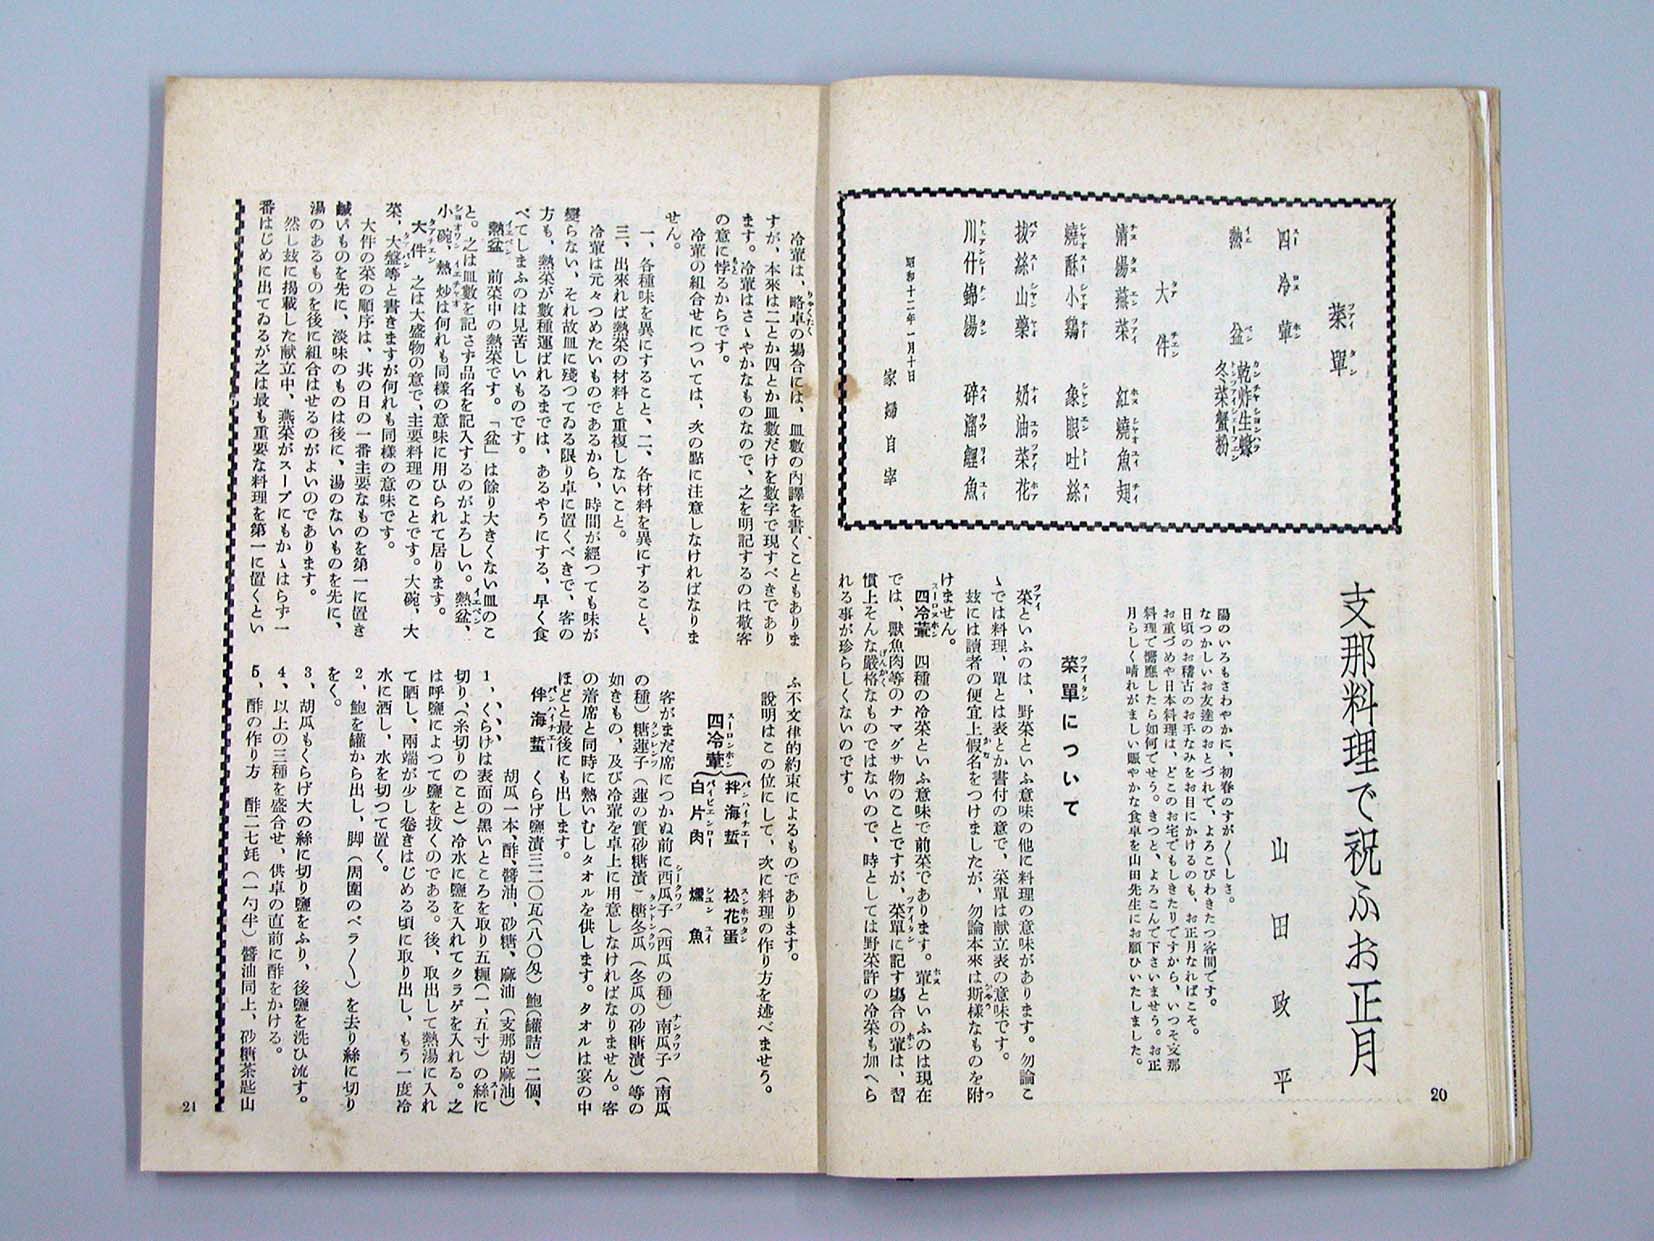 菜單
四冷葷
熱盆 乾炸生蠔 冬菜蟹粉
大件
清湯燕菜 紅燒魚翅
燒酥小鷄 象眼吐絲
拔絲山藥 奶油菜花
川什錦湯 碎溜鯉魚
昭和十二年一月十日
家婦自宰
支那料理で祝ふお正月
山田政平
陽のいろもさわやかに、初春のすが〲しさ。
なつかしいお友達のおとづれで、よろこびわきたつ客間です。
日頃のお稽古のお手なみをお目にかけるのも、お正月なればこそ。
お重づめや日本料理は、どこのお宅でもしきたりですから、いつそ支那
料理で饗應したら如何でせう。きつと、よろこんで下さいませう。お正
月らしく晴れがましい賑やかな食卓を山田先生にお願ひいたしました。
菜單について
菜といふのは、野菜といふ意味の他に料理の意味があります。勿論こ
ゝでは料理、單とは表とか書付の意で、菜單は献立表の意味です。
玆には讀者の便宜上假名をつけましたが、勿論本來は斯樣なものを附
けません。
四冷葷 四種の冷菜といふ意味で前菜であります。葷といふのは現在
では、獸魚肉等のナマグサ物のことですが、菜單に記す場合の葷は、習
慣上そんな嚴格なものではないので、時としては野菜許の冷菜も加へら
れる事が珍らしくないのです。
20
冷葷は、略卓の場合には、皿數の內譯を書くこともありま
すが、本來は二とか四とか皿數だけを數字で現すべきであり
ます。冷葷はさゝやかなものなので、之を明記するのは敬客
の意に悖るからです。
冷葷の組合せについては、次の點に注意しなければなりま
せん。
一、各種味を異にすること、二、各材料を異にすること、
三、出來れば熱菜の材料と重複しないこと。
冷葷は元々つめたいものであるから、時間が經つても味が
變らない、それ故皿に殘つてゐる限り卓に置くべきで、客の
方も、熱菜が數種運ばれるまでは、あるやうにする、早く食
べてしまふのは見苦しいものです。
熱盆 前菜中の熱菜です。「盆」は餘り大きくない皿のこ
と。之は皿數を記さず品名を記入するのがよろしい。熱盆、
小碗、熱炒は何れも同樣の意味に用ひられて居ります。
大件 之は大盛物の意で、主要料理のことです。大碗、大
菜、大盤等と書きますが何れも同樣の意味です。
大件の菜の順序は、其の日の一番主要なものを第一に置き
鹹いものを先に、淡味のものは後に、湯のないものを先に、
湯のあるものを後に組合はせるのがよいのであります。
然し玆に掲載した献立中、燕菜がスープにもかゝはらず一
番はじめに出てゐるが之は最も重要な料理を第一に置くとい
ふ不文律的約束によるものであります。
說明はこの位にして、次に料理の作り方を述べませう。
四冷葷 拌海蜇 松花蛋
白片肉 燻魚
客がまだ席につかぬ前に西瓜子（西瓜の種）南瓜子（南瓜
の種）糖蓮子（蓮の實砂糖漬）糖冬瓜（冬瓜の砂糖漬）等の
如きもの、及び冷葷を卓上に用意しなければなりません。客
の着席と同時に熱いむしタオルを供します。タオルは宴の中
ほどと最後にも出します。
伴海蜇 くらげ鹽漬三二〇瓦（八〇匁）鮑（罐詰）二個、
胡瓜一本、酢、醬油、砂糖、麻油（支那胡麻油）
1、くらけは表面の黑いところを取り五糎（一、五寸）の絲に
切り、（糸切りのこと）冷水に鹽を入れてクラゲを入れる。之
は呼鹽によつて鹽を拔くのである。後、取出して熱湯に入れ
て晒し、兩端が少し卷きはじめる頃に取り出し、もう一度冷
水に洒し、水を切つて置く。
2、鮑を罐から出し、脚（周圍のベラ〱）を去り絲に切り
をく。
3、胡瓜もくらげ大の絲に切り鹽をふり、後鹽を洗ひ流す。
4、以上の三種を盛合せ、供卓の直前に酢をかける。
5、酢の作り方 酢二七竓（一勺半）醬油同上、砂糖茶匙山
21